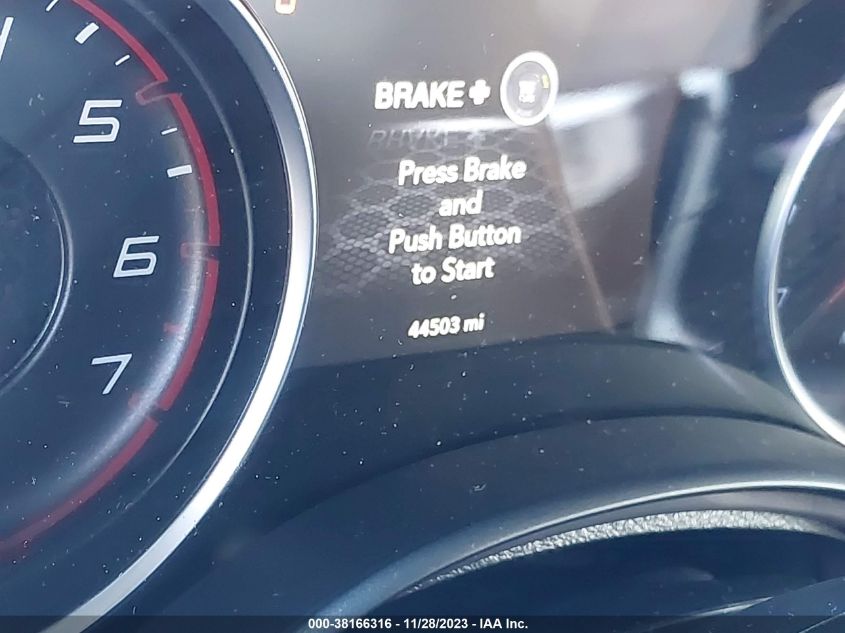 BRAKE +
Press Brake
and
Push Button
to Start
44503 mi
5
6
7
000-38166316 - 11/28/2023 - IAA Inc.